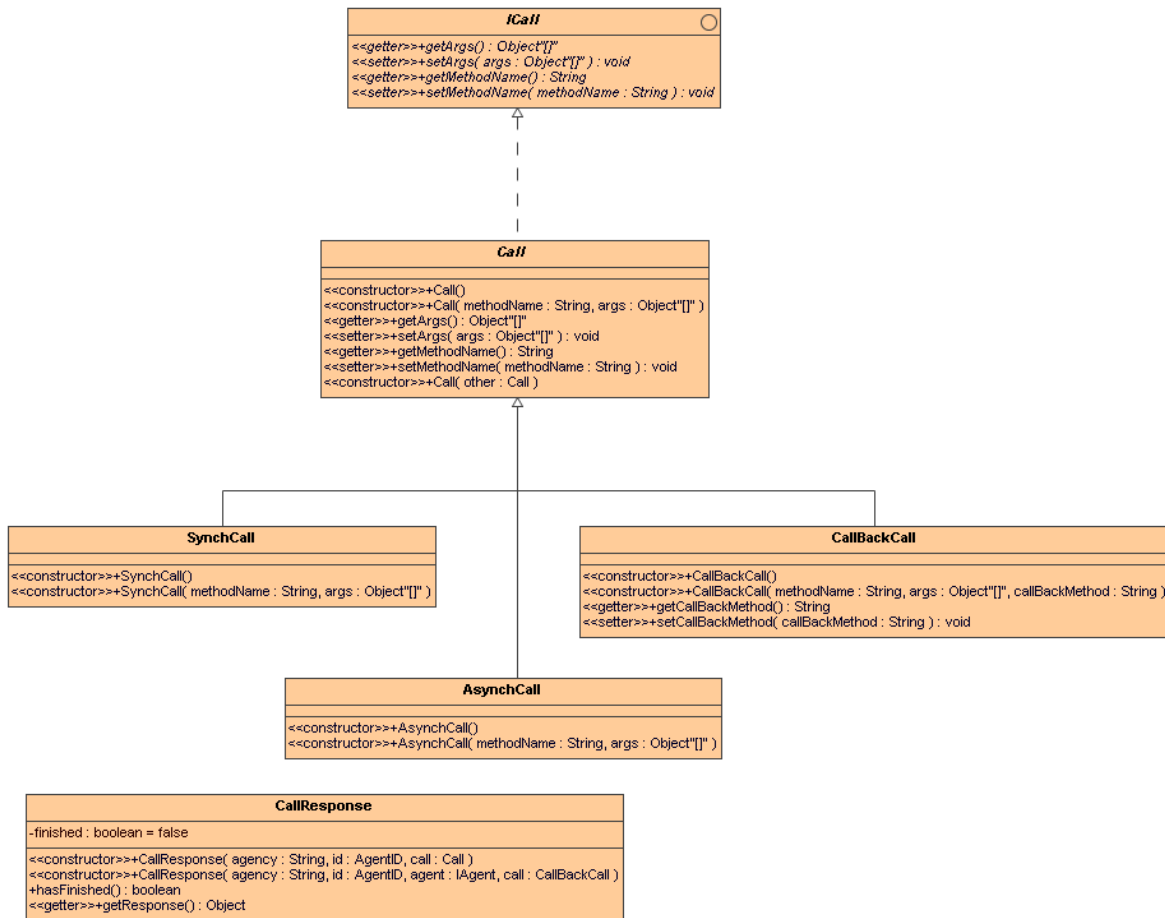 ICall
<<getter>>+getArgs() : Object"[]"
<<setter>>+setArgs( args : Object"[]" ) : void
<<getter>>+getMethodName() : String
<<setter>>+setMethodName( methodName : String ) : void
Call
<<constructor>>+Call()
<<constructor>>+Call( methodName : String, args : Object"[]" )
<<getter>>+getArgs() : Object"[]"
<<setter>>+setArgs( args : Object"[]" ) : void
<<getter>>+getMethodName() : String
<<setter>>+setMethodName( methodName : String ) : void
<<constructor>>+Call( other : Call )
SynchCall
<<constructor>>+SynchCall()
<<constructor>>+SynchCall( methodName : String, args : Object"[]" )
CallBackCall
<<constructor>>+CallBackCall()
<<constructor>>+CallBackCall( methodName : String, args : Object"[]", callBackMethod : String )
<<getter>>+getCallBackMethod() : String
<<setter>>+setCallBackMethod( callBackMethod : String ) : void
AsynchCall
<<constructor>>+AsynchCall()
<<constructor>>+AsynchCall( methodName : String, args : Object"[]" )
CallResponse
-finished : boolean = false
<<constructor>>+CallResponse( agency : String, id : AgentID, call : Call )
<<constructor>>+CallResponse( agency : String, id : AgentID, agent : IAgent, call : CallBackCall )
+hasFinished() : boolean
<<getter>>+getResponse() : Object